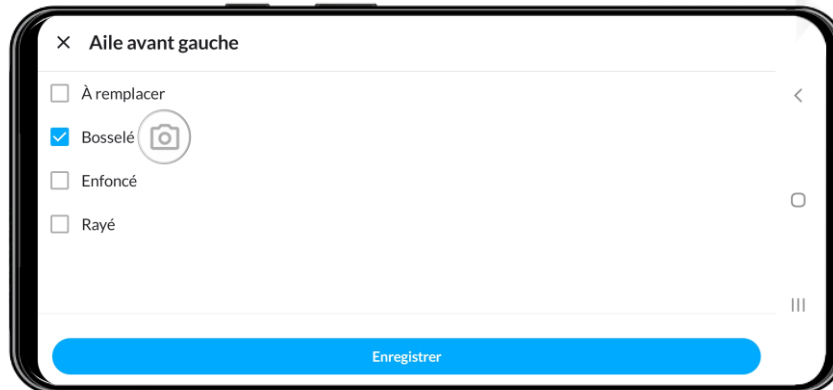 Aile avant gauche
À remplacer
Bosselé
Enfoncé
Rayé
Enregistrer